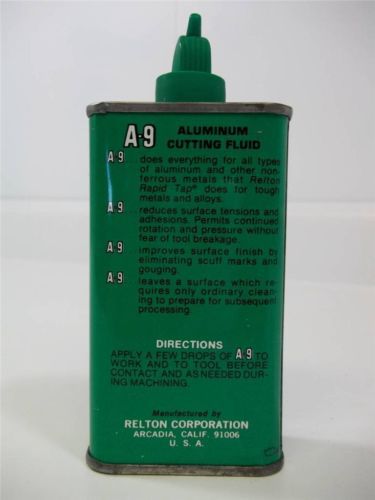 A-9 ALUMINUM
CUTTING FLUID
A-9...does everything for all types
of aluminum and other non-
ferrous metals that Relton
Rapid Tap® does for tough
metals and alloys.
A-9...reduces surface tensions and
adhesions. Permits continued
rotation and pressure without
fear of tool breakage.
A-9...improves surface finish by
eliminating scuff marks and
gouging.
A-9...leaves a surface which re-
quires only ordinary clean-
ing to prepare for subsequent
processing.
DIRECTIONS
APPLY A FEW DROPS OF A-9 TO
WORK AND TO TOOL BEFORE
CONTACT AND AS NEEDED DUR-
ING MACHINING.
Manufactured by
RELTON CORPORATION
ARCADIA, CALIF. 91006
U. S. A.